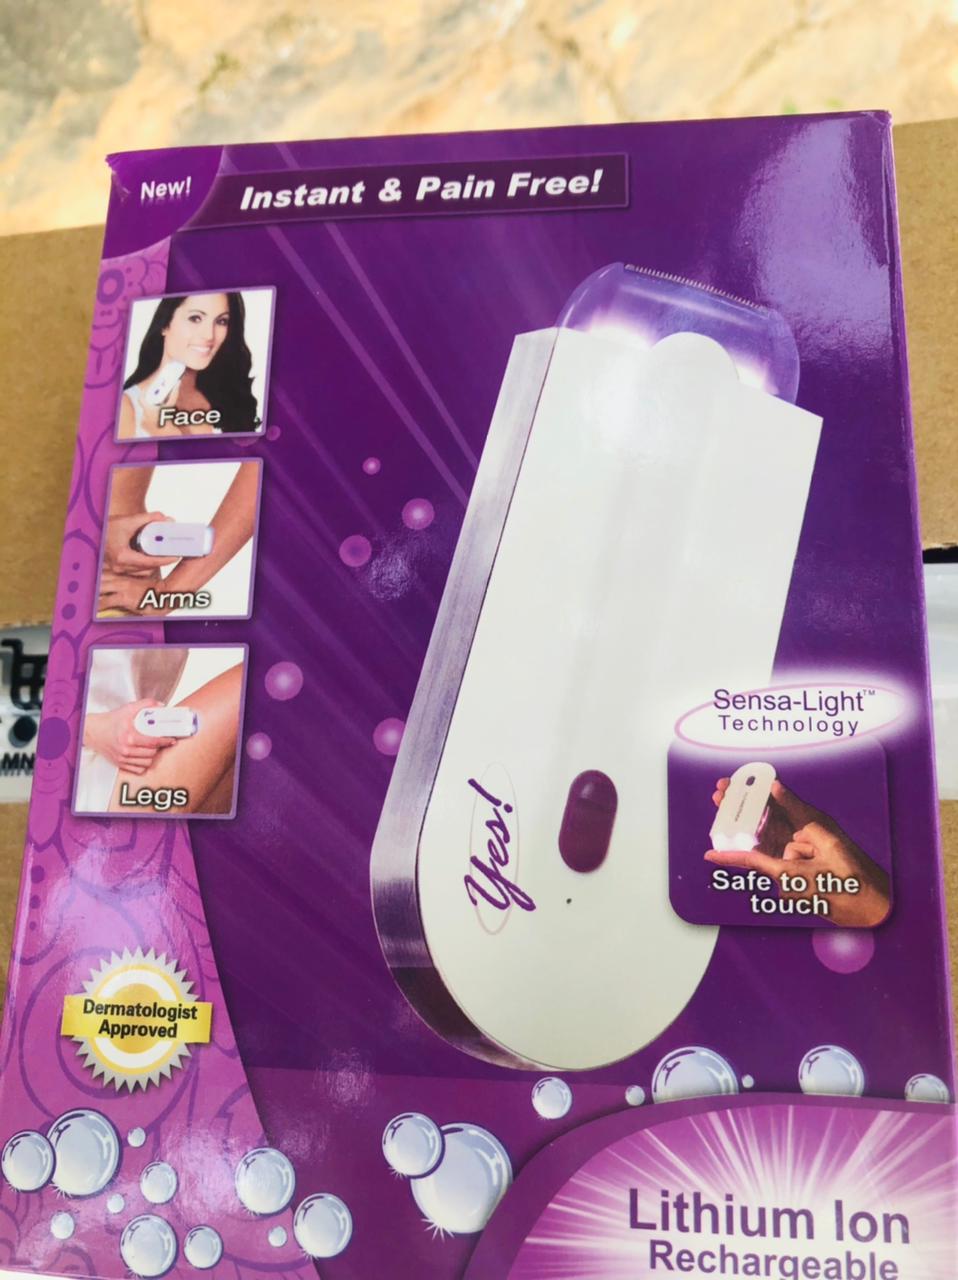 New!
Instant & Pain Free!
Face
Arms
Legs
Sensa-Light™
Technology
Safe to the
touch
Yes!
Dermatologist
Approved
Lithium Ion
Rechargeable
MN